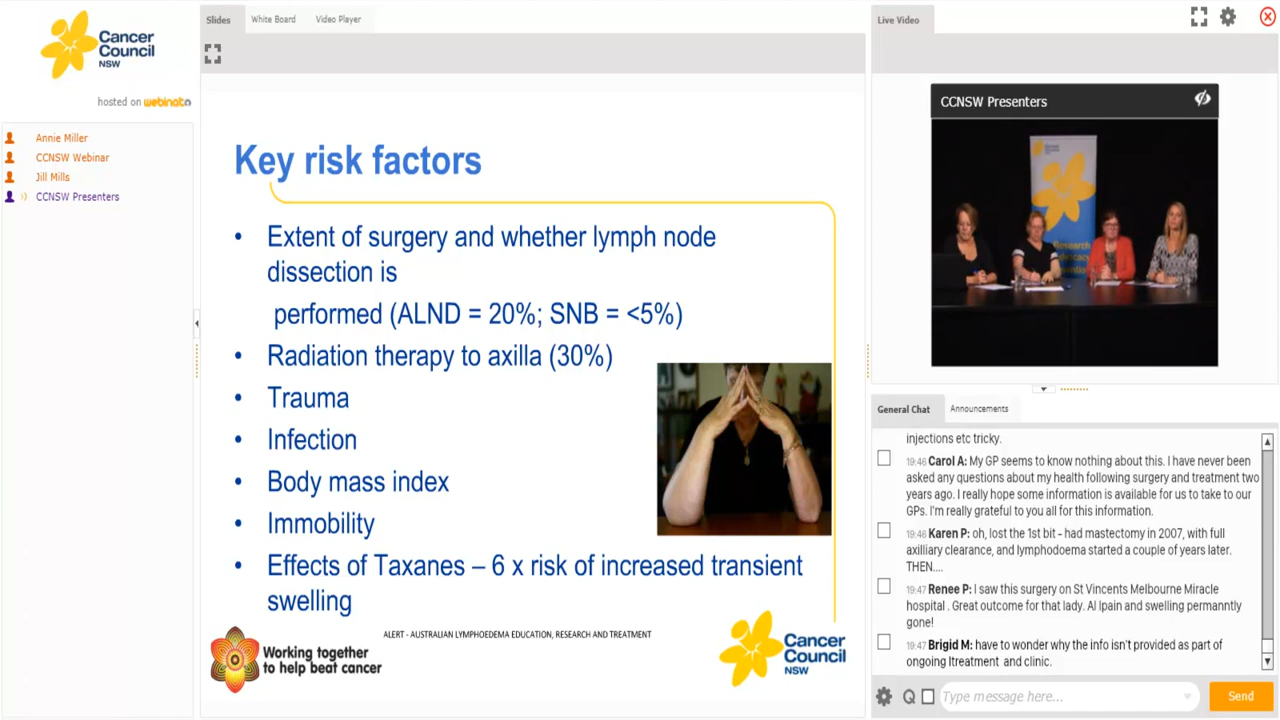 Cancer
Council
NSW
hosted on webinato
Annie Miller
CCNSW Webinar
Jill Mills
CCNSW Presenters
Slides
White Board
Video Player
Key risk factors
• Extent of surgery and whether lymph node
dissection is
performed (ALND = 20%; SNB = <5%)
• Radiation therapy to axilla (30%)
• Trauma
• Infection
• Body mass index
• Immobility
• Effects of Taxanes – 6 x risk of increased transient
swelling
ALERT - AUSTRALIAN LYMPHOEDEMA EDUCATION, RESEARCH AND TREATMENT
Working together
to help beat cancer
Cancer
Council
NSW
Live Video
CCNSW Presenters
Research
General Chat
Announcements
injections etc tricky.
19:46 Carol A: My GP seems to know nothing about this. I have never been
asked any questions about my health following surgery and treatment two
years ago. I really hope some information is available for us to take to our
GPs. I'm really grateful to you all for this information.
19:46 Karen P: oh, lost the 1st bit - had mastectomy in 2007, with full
axilliary clearance, and lymphodoema started a couple of years later.
THEN....
19:47 Renee P: I saw this surgery on St Vincents Melbourne Miracle
hospital . Great outcome for that lady. Al lpain and swelling permanntly
gone!
19:47 Brigid M: have to wonder why the info isn't provided as part of
ongoing ltreatment and clinic.
Type message here...
Send